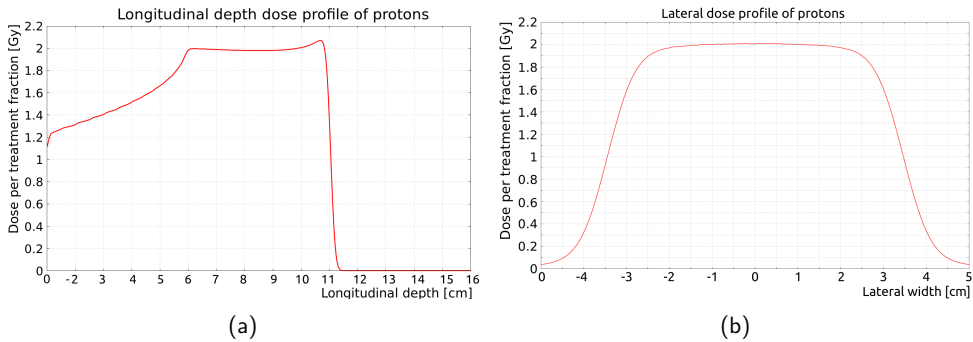 Longitudinal depth dose profile of protons
Dose per treatment fraction [Gy]
2.2
2
1.8
1.6
1.4
1.2
1
0.8
0.6
0.4
0.2
0
0 -2 2 3 4 5 6 7 8 9 10 11 12 13 14 15 16
Longitudinal depth [cm]
(a)
Lateral dose profile of protons
Dose per treatment fraction [Gy]
2.2
2
1.8
1.6
1.4
1.2
1
0.8
0.6
0.4
0.2
0
0 -4 -3 -2 -1 0 1 2 3 4 5
Lateral width [cm]
(b)